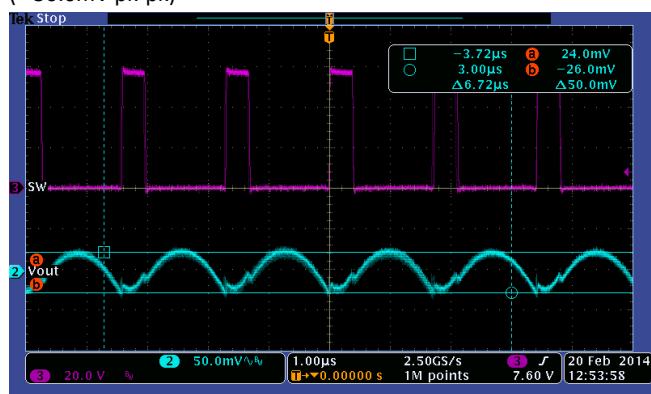 Tek Stop
T
T
−3.72µs a 24.0mV
3.00µs b −26.0mV
Δ6.72µs Δ50.0mV
3 SW
a
2 Vout
b
2 50.0mV
3 20.0 V
1.00µs 2.50GS/s 3
T→▼0.00000 s 1M points 7.60 V
20 Feb 2014
12:53:58